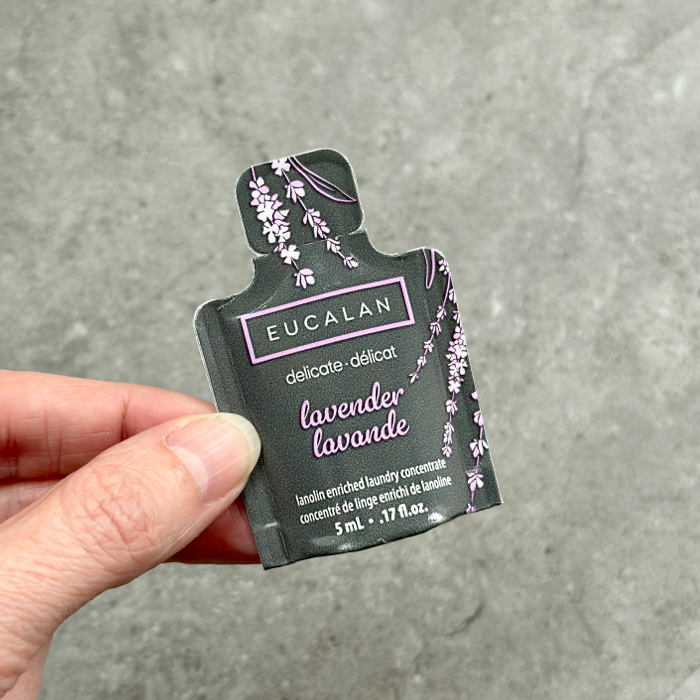 EUCALAN
delicate · délicat
lavender
lavande
lanolin enriched laundry concentrate
concentré de linge enrichi de lanoline
5 mL • .17 fl.oz.